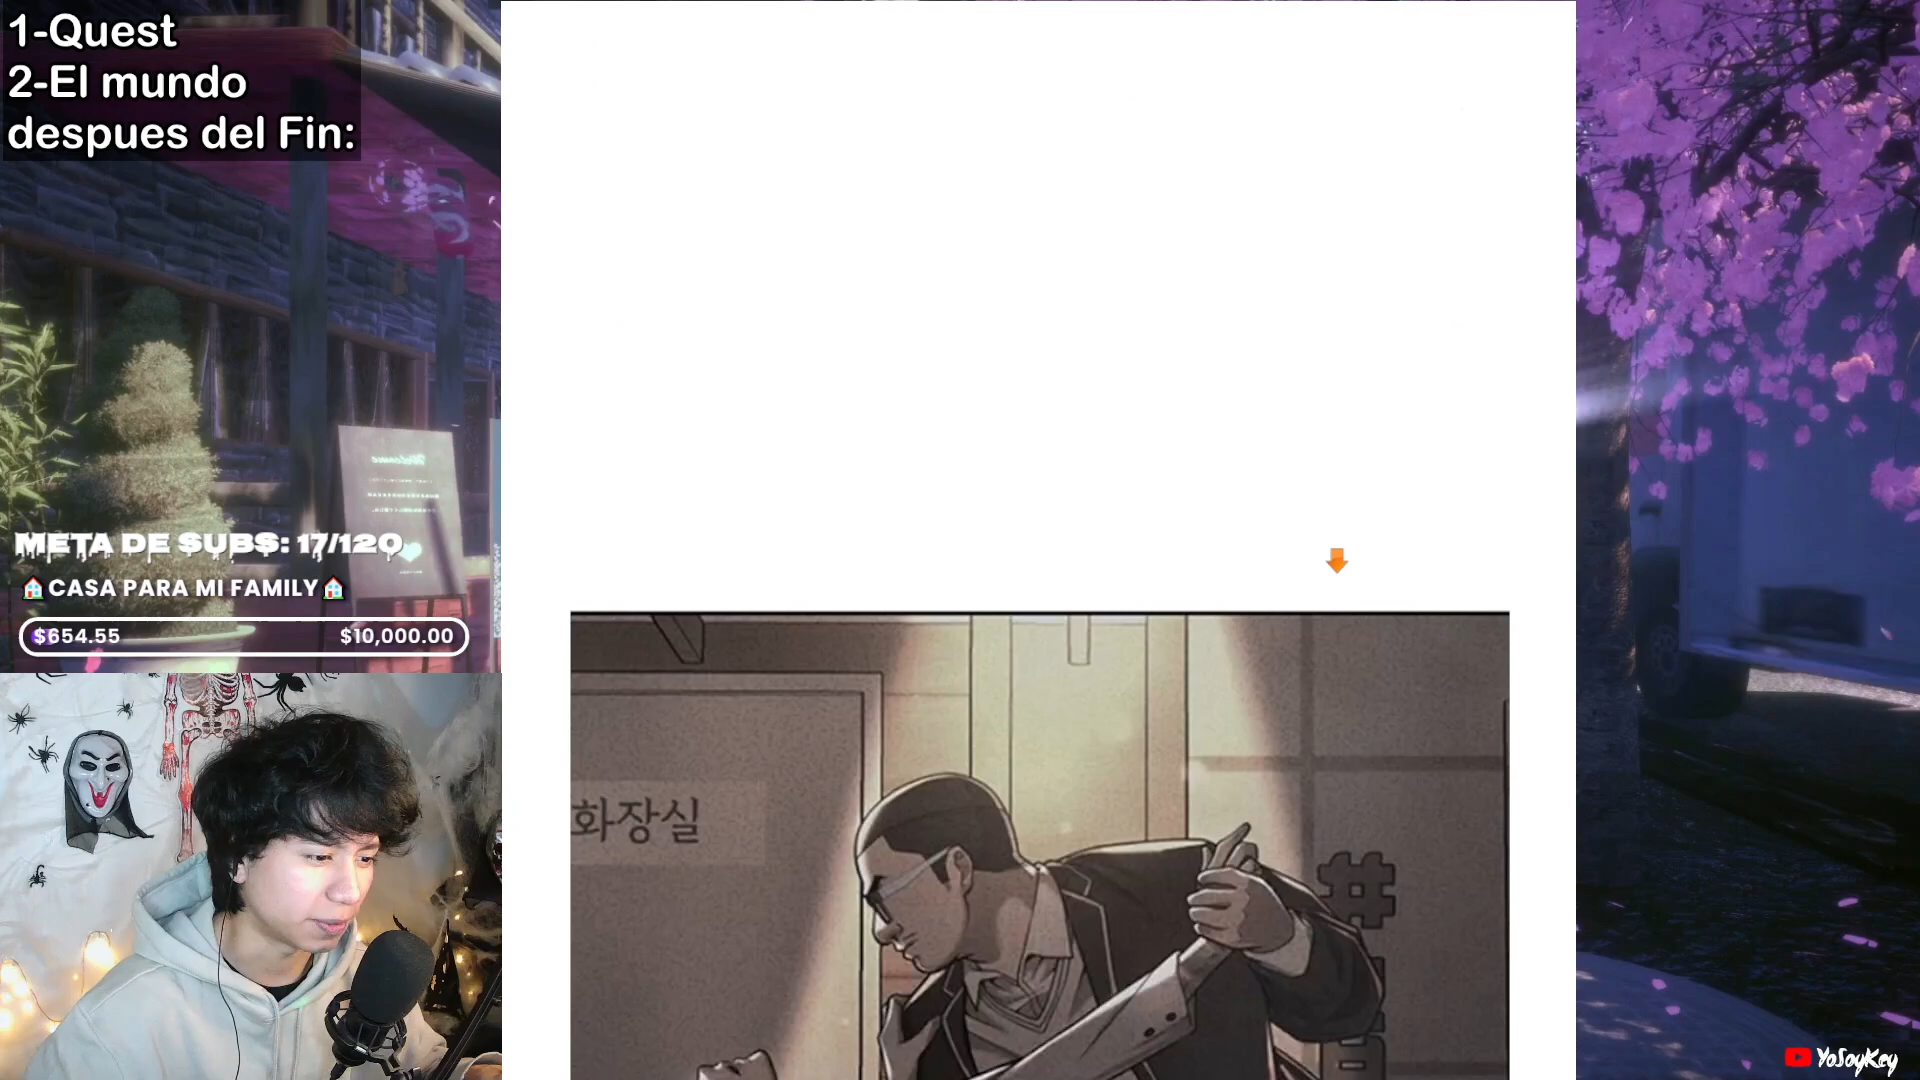 1-Quest
2-El mundo
despues del Fin:
Welcome
META DE SUBS: 17/120
🏠CASA PARA MI FAMILY🏠
$654.55 $10,000.00
화장실
YoSoyKey